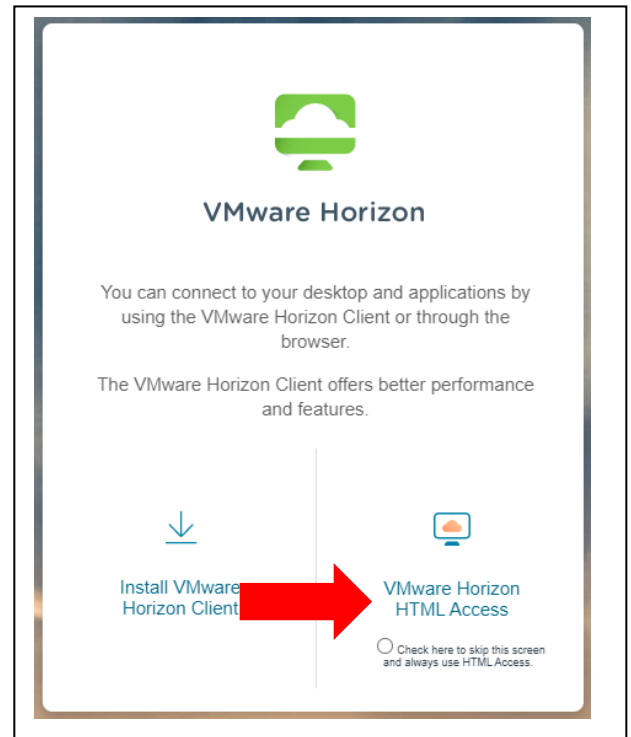 VMware Horizon
You can connect to your desktop and applications by
using the VMware Horizon Client or through the
browser.
The VMware Horizon Client offers better performance
and features.
Install VMware
Horizon Client
VMware Horizon
HTML Access
Check here to skip this screen
and always use HTML Access.